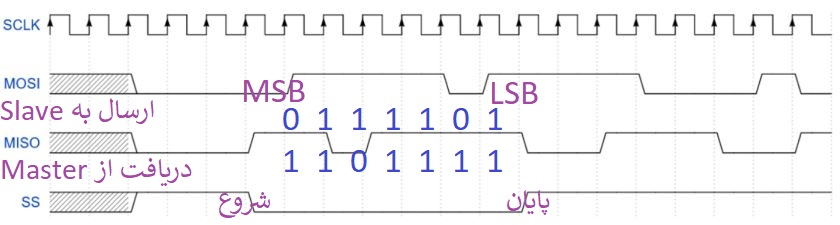 SCLK
MOSI
MSB
LSB
ارسال به Slave
0 1 1 1 1 0 1
MISO
1 1 0 1 1 1 1
دریافت از Master
SS
شروع
پایان